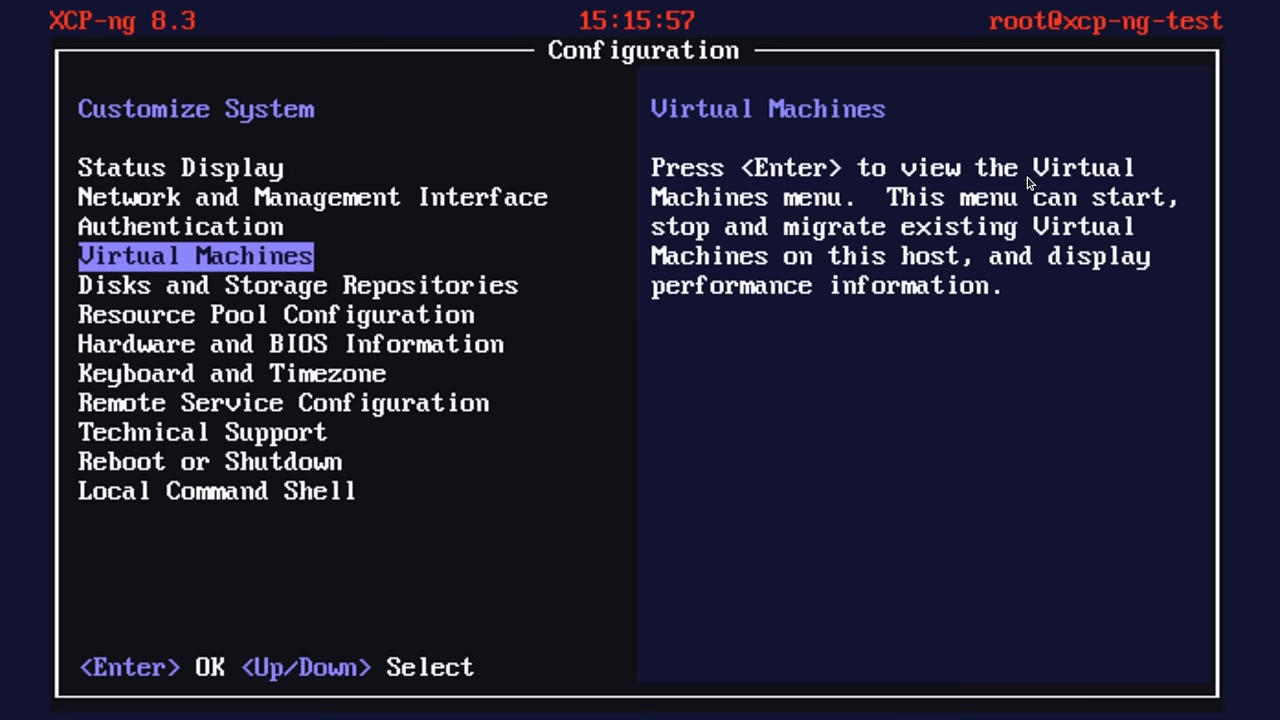 XCP-ng 8.3 15:15:57 root@xcp-ng-test
Configuration
Customize System
Status Display
Network and Management Interface
Authentication
Virtual Machines
Disks and Storage Repositories
Resource Pool Configuration
Hardware and BIOS Information
Keyboard and Timezone
Remote Service Configuration
Technical Support
Reboot or Shutdown
Local Command Shell
<Enter> OK <Up/Down> Select
Virtual Machines
Press <Enter> to view the Virtual
Machines menu.  This menu can start,
stop and migrate existing Virtual
Machines on this host, and display
performance information.